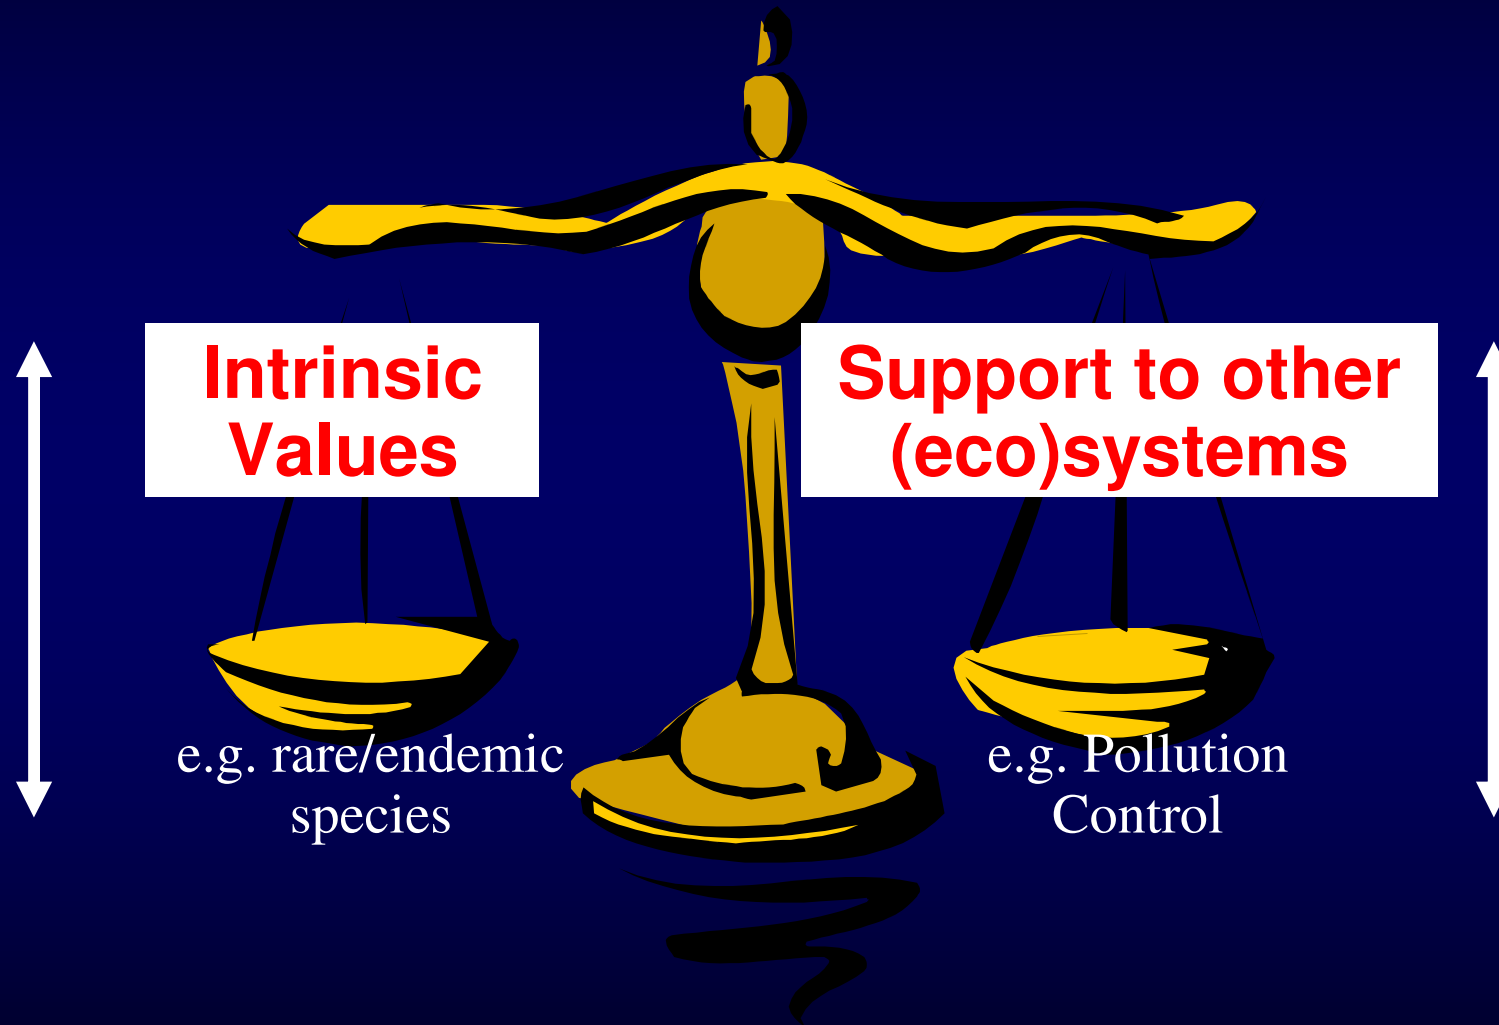 Intrinsic
Values
Support to other
(eco)systems
e.g. rare/endemic
species
e.g. Pollution
Control